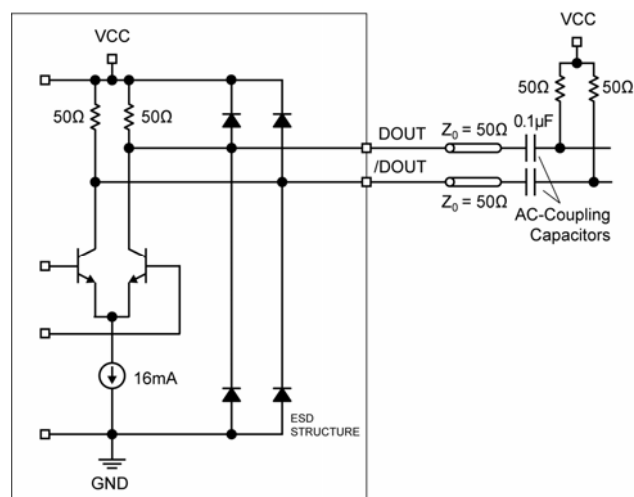 VCC
VCC
50Ω
50Ω
50Ω
50Ω
0.1µF
DOUT
Z0 = 50Ω
/DOUT
Z0 = 50Ω
AC-Coupling
Capacitors
16mA
ESD
STRUCTURE
GND